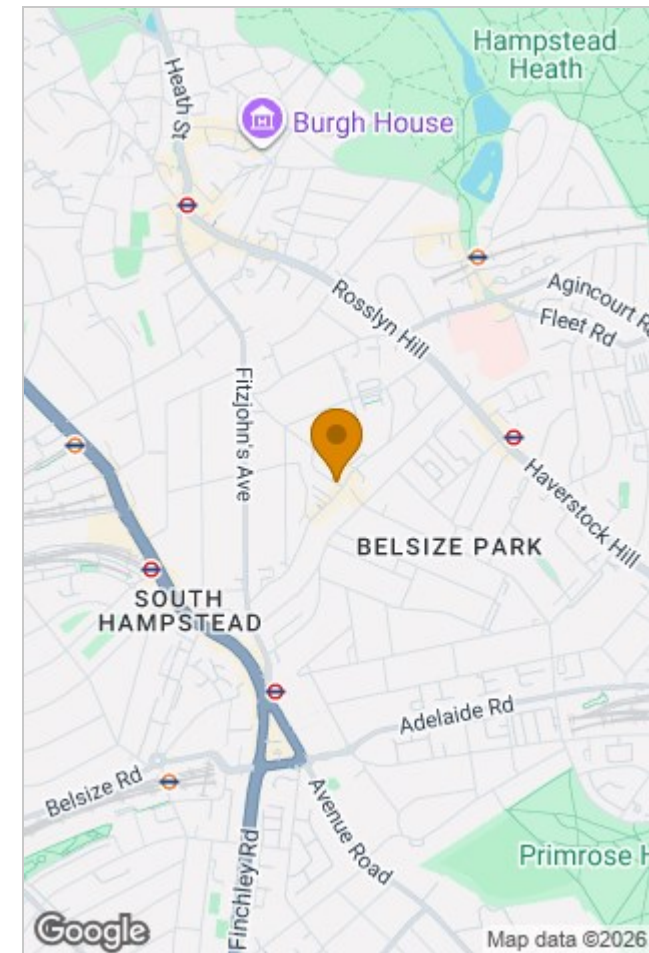 Hampstead
Heath
Heath St
Burgh House
Rosslyn Hill
Agincourt R
Fleet Rd
Fitzjohn's Ave
Haverstock Hill
BELSIZE PARK
SOUTH
HAMPSTEAD
Adelaide Rd
Belsize Rd
Avenue Road
Finchley Rd
Primrose H
Google
Map data ©2026